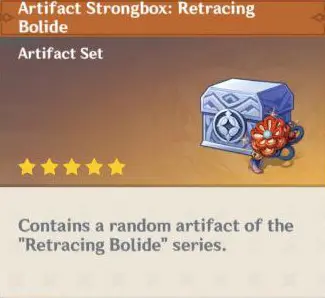 Artifact Strongbox: Retracing
Bolide
Artifact Set
Contains a random artifact of the
"Retracing Bolide" series.